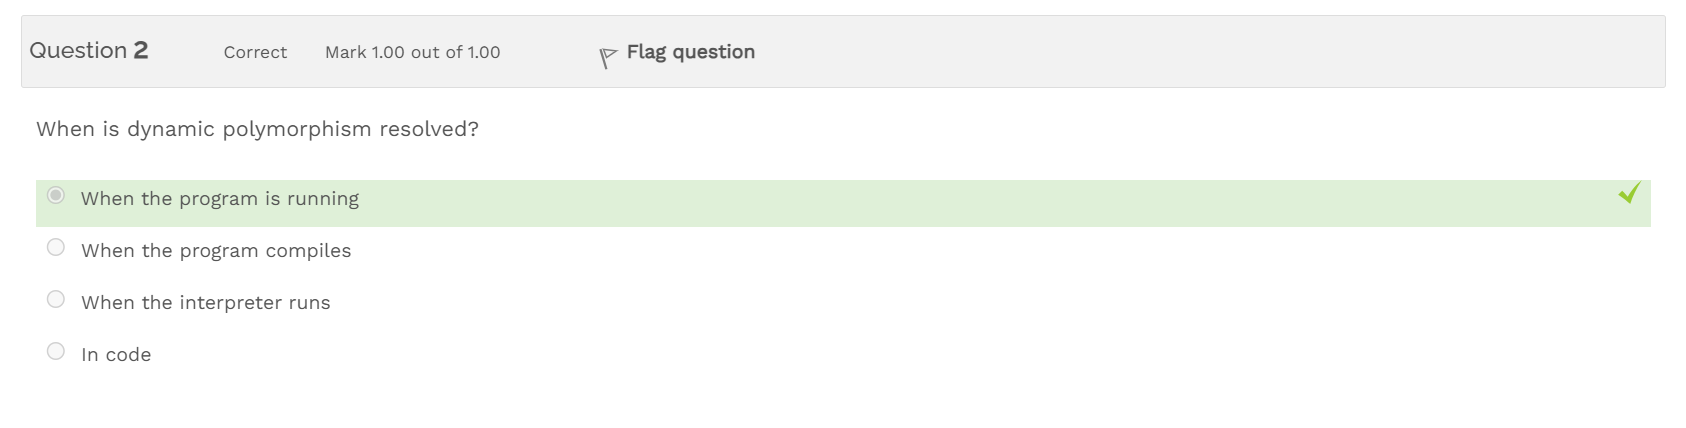 Question 2 Correct Mark 1.00 out of 1.00 Flag question
When is dynamic polymorphism resolved?
When the program is running
When the program compiles
When the interpreter runs
In code